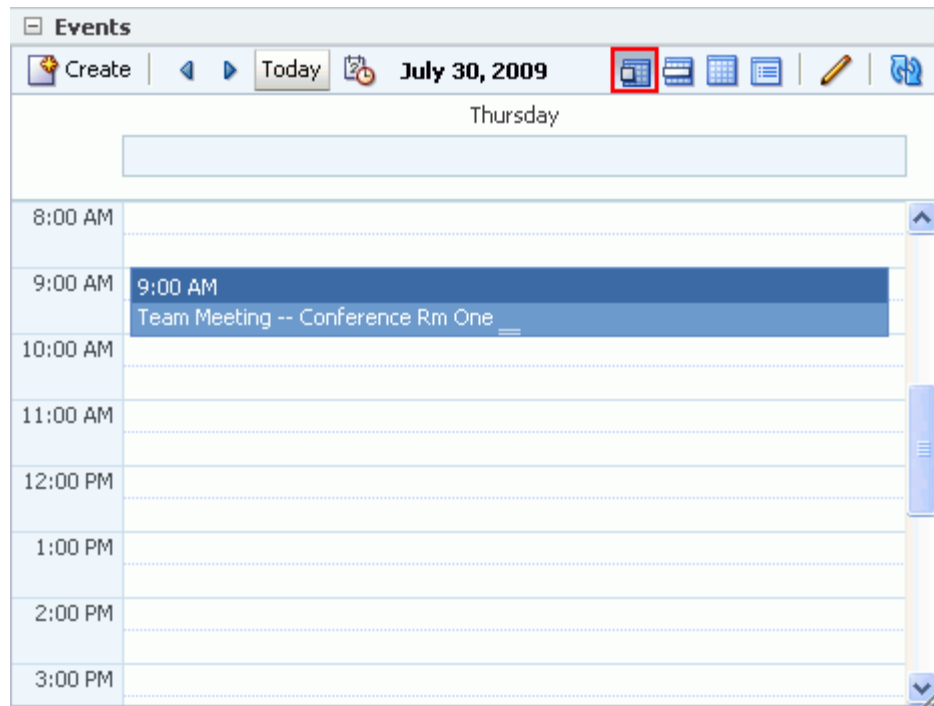 Events
Create Today July 30, 2009
Thursday
8:00 AM
9:00 AM 9:00 AM
Team Meeting -- Conference Rm One
10:00 AM
11:00 AM
12:00 PM
1:00 PM
2:00 PM
3:00 PM